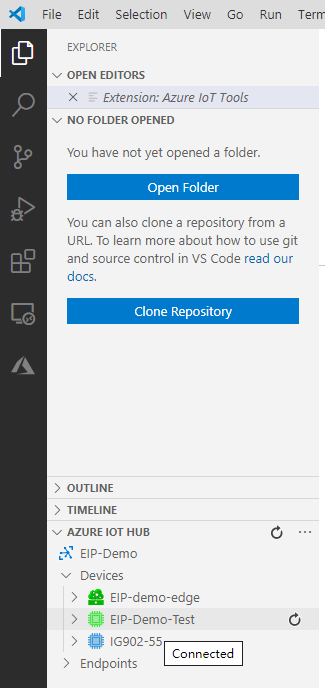 File Edit Selection View Go Run Term
EXPLORER
OPEN EDITORS
Extension: Azure IoT Tools
NO FOLDER OPENED
You have not yet opened a folder.
Open Folder
You can also clone a repository from a
URL. To learn more about how to use git
and source control in VS Code read our
docs.
Clone Repository
OUTLINE
TIMELINE
AZURE IOT HUB
EIP-Demo
Devices
EIP-demo-edge
EIP-Demo-Test
IG902-55
Connected
Endpoints